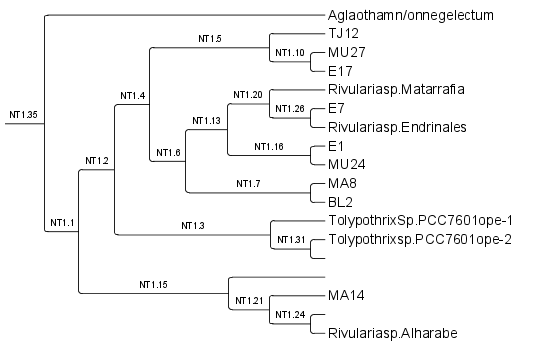 Aglaothamn/onnegelectum
TJ12
NT1.5
MU27
NT1.10
E17
Rivulariasp.Matarrafia
NT1.4
NT1.20
E7
NT1.26
NT1.35
Rivulariasp.Endrinales
NT1.13
E1
NT1.16
NT1.6
NT1.2
MU24
MA8
NT1.7
BL2
TolypothrixSp.PCC7601ope-1
NT1.1
NT1.3
Tolypothrixsp.PCC7601ope-2
NT1.31
NT1.15
MA14
NT1.21
NT1.24
Rivulariasp.Alharabe